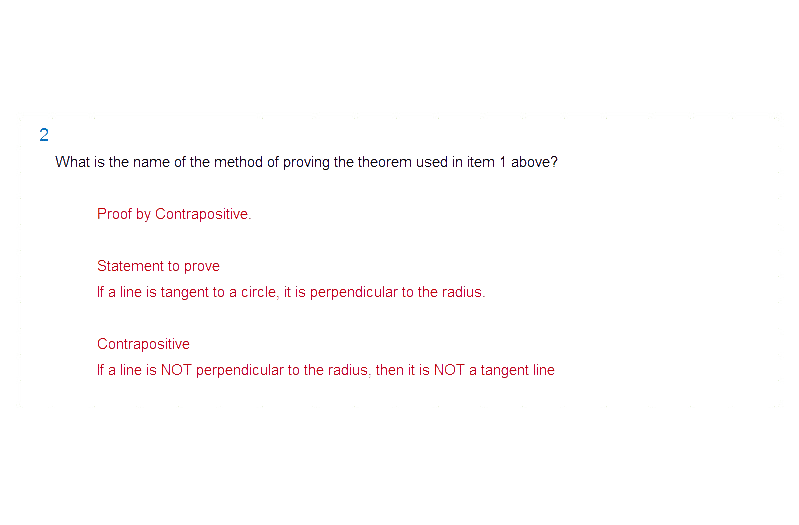 2
What is the name of the method of proving the theorem used in item 1 above?
Proof by Contrapositive.
Statement to prove
If a line is tangent to a circle, it is perpendicular to the radius.
Contrapositive
If a line is NOT perpendicular to the radius, then it is NOT a tangent line